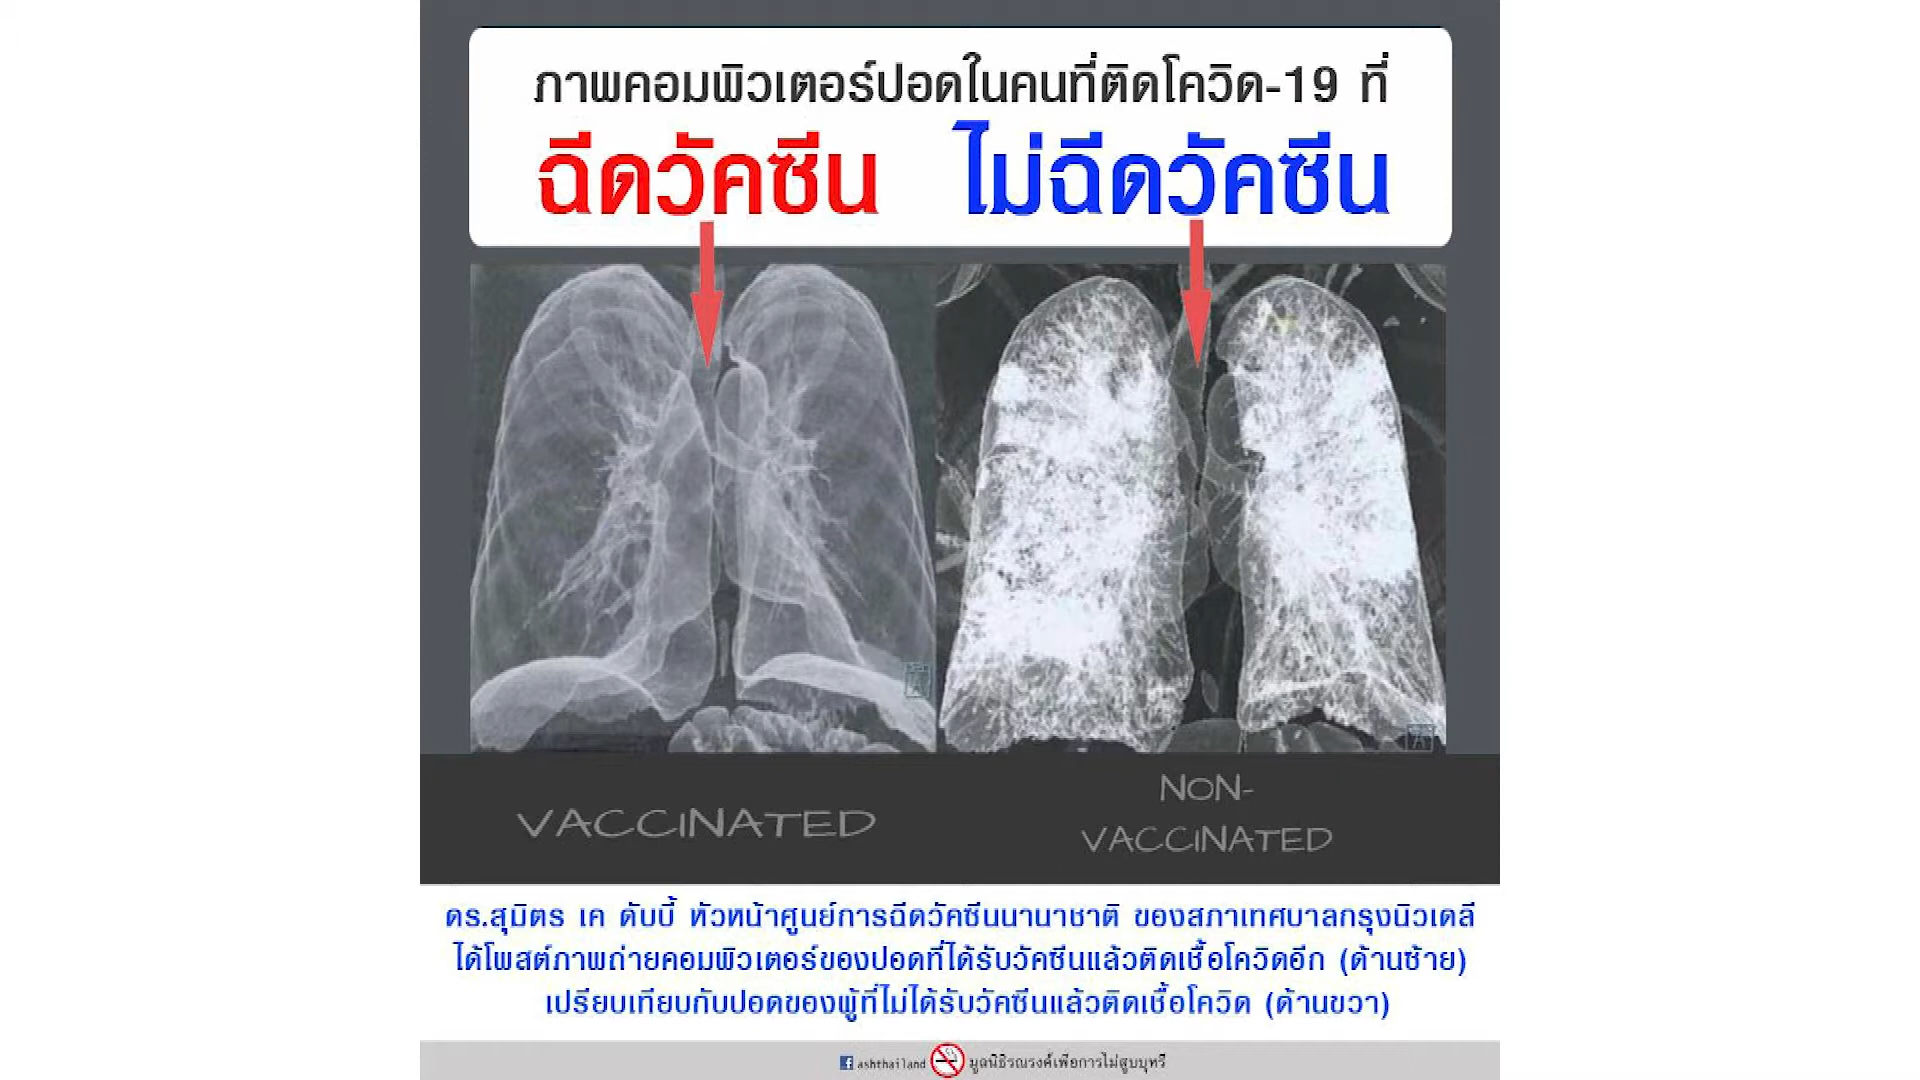 ภาพคอมพิวเตอร์ปอดในคนที่ติดโควิด-19 ที่
ฉีดวัคซีน ไม่ฉีดวัคซีน
VACCINATED
NON-
VACCINATED
ดร.สุมิตร เค ดับบี้ หัวหน้าศูนย์การฉีดวัคซีนนานาชาติ ของสภาเทศบาลกรุงนิวเดลี
ได้โพสต์ภาพถ่ายคอมพิวเตอร์ของปอดที่ได้รับวัคซีนแล้วติดเชื้อโควิดอีก (ด้านซ้าย)
เปรียบเทียบกับปอดของผู้ที่ไม่ได้รับวัคซีนแล้วติดเชื้อโควิด (ด้านขวา)
ashthailand มูลนิธิรณรงค์เพื่อการไม่สูบบุหรี่